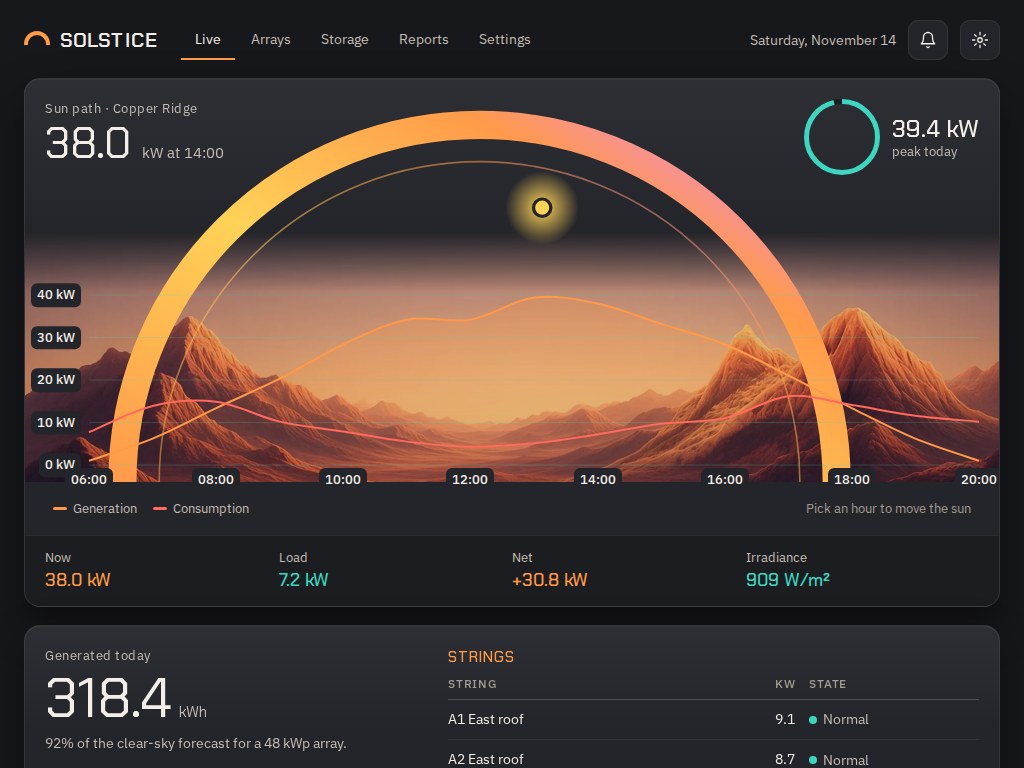 SOLSTICE Live Arrays Storage Reports Settings Saturday, November 14
Sun path · Copper Ridge
38.0 kW at 14:00
39.4 kW
peak today
40 kW
30 kW
20 kW
10 kW
0 kW
06:00 08:00 10:00 12:00 14:00 16:00 18:00 20:00
Generation Consumption Pick an hour to move the sun
Now Load Net Irradiance
38.0 kW 7.2 kW +30.8 kW 909 W/m²
Generated today
318.4 kWh
92% of the clear-sky forecast for a 48 kWp array.
STRINGS
STRING KW STATE
A1 East roof 9.1 Normal
A2 East roof 8.7 Normal